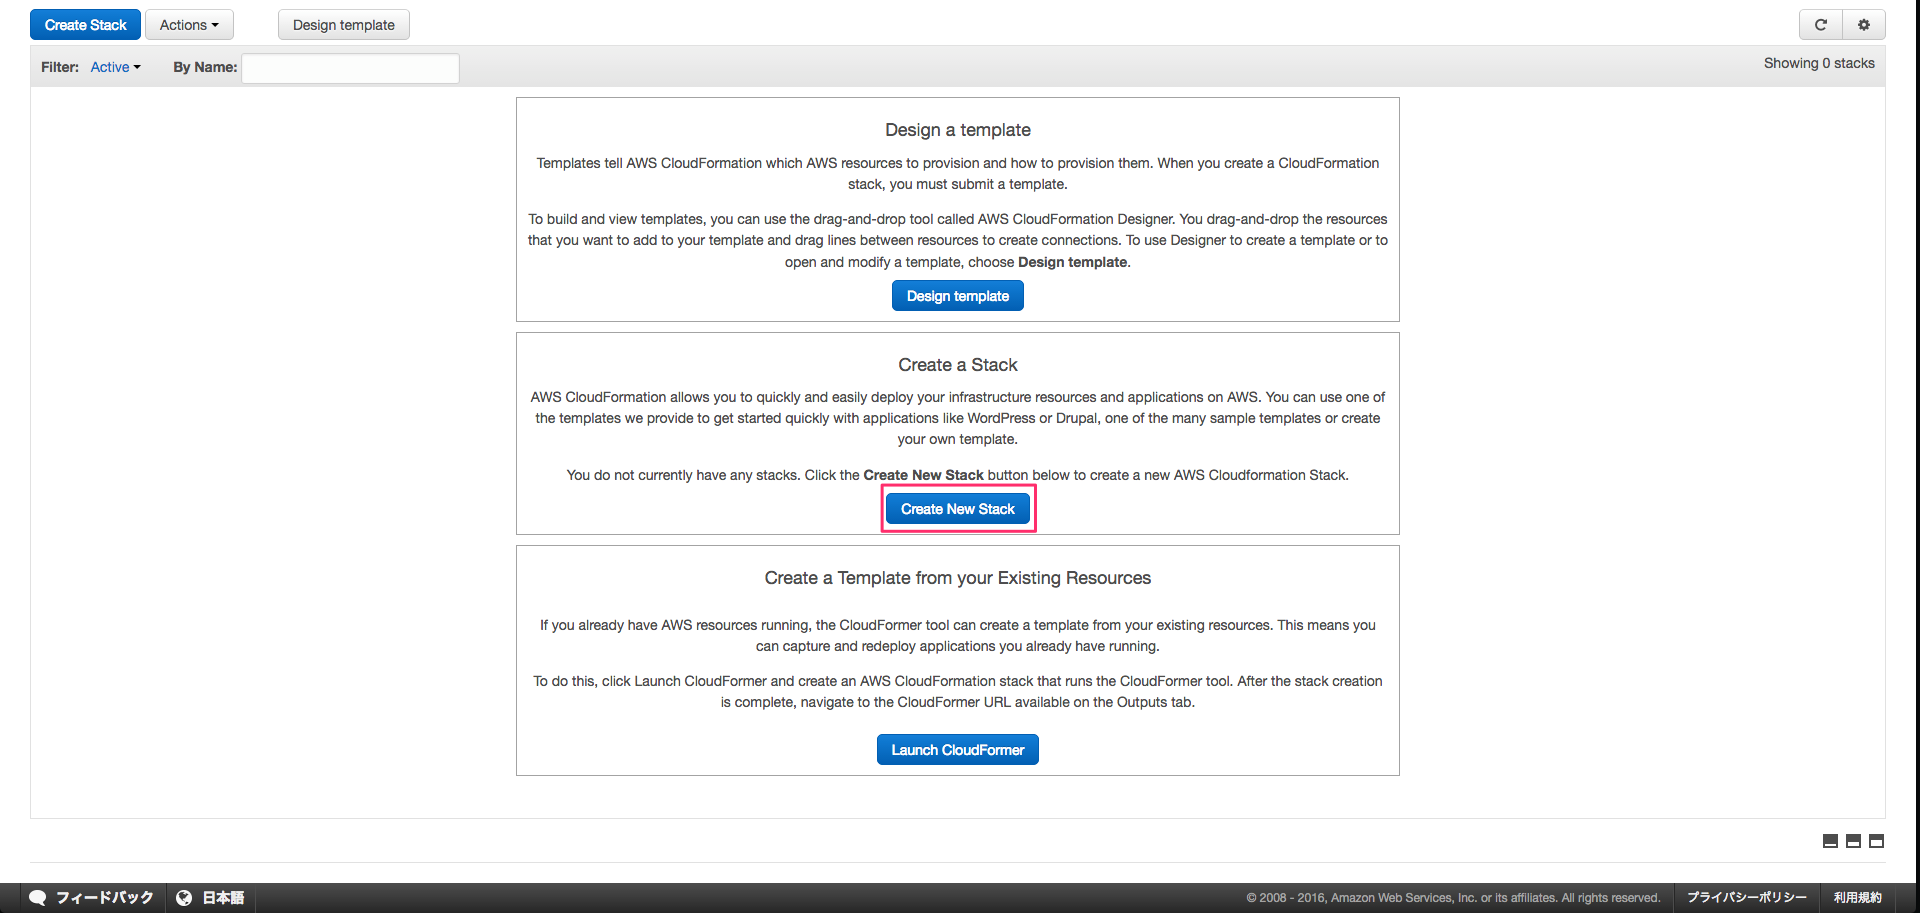 Create Stack Actions Design template
Filter: Active By Name: Showing 0 stacks
Design a template
Templates tell AWS CloudFormation which AWS resources to provision and how to provision them. When you create a CloudFormation
stack, you must submit a template.
To build and view templates, you can use the drag-and-drop tool called AWS CloudFormation Designer. You drag-and-drop the resources
that you want to add to your template and drag lines between resources to create connections. To use Designer to create a template or to
open and modify a template, choose Design template.
Design template
Create a Stack
AWS CloudFormation allows you to quickly and easily deploy your infrastructure resources and applications on AWS. You can use one of
the templates we provide to get started quickly with applications like WordPress or Drupal, one of the many sample templates or create
your own template.
You do not currently have any stacks. Click the Create New Stack button below to create a new AWS Cloudformation Stack.
Create New Stack
Create a Template from your Existing Resources
If you already have AWS resources running, the CloudFormer tool can create a template from your existing resources. This means you
can capture and redeploy applications you already have running.
To do this, click Launch CloudFormer and create an AWS CloudFormation stack that runs the CloudFormer tool. After the stack creation
is complete, navigate to the CloudFormer URL available on the Outputs tab.
Launch CloudFormer
フィードバック 日本語 © 2008 - 2016, Amazon Web Services, Inc. or its affiliates. All rights reserved. プライバシーポリシー 利用規約